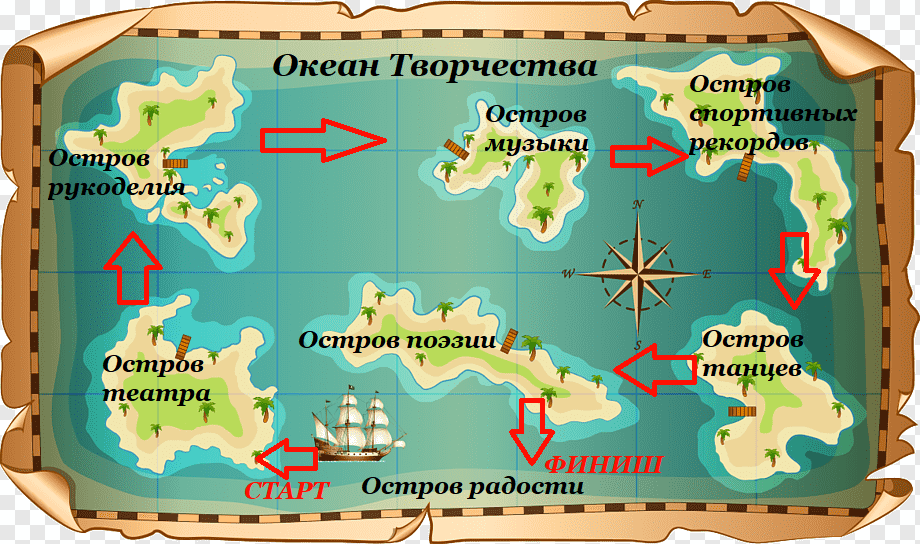 Океан Творчества
Остров
спортивных
рекордов
Остров
музыки
Остров
рукоделия
N
W
E
S
Остров поэзии
Остров
танцев
Остров
театра
ФИНИШ
СТАРТ
Остров радости